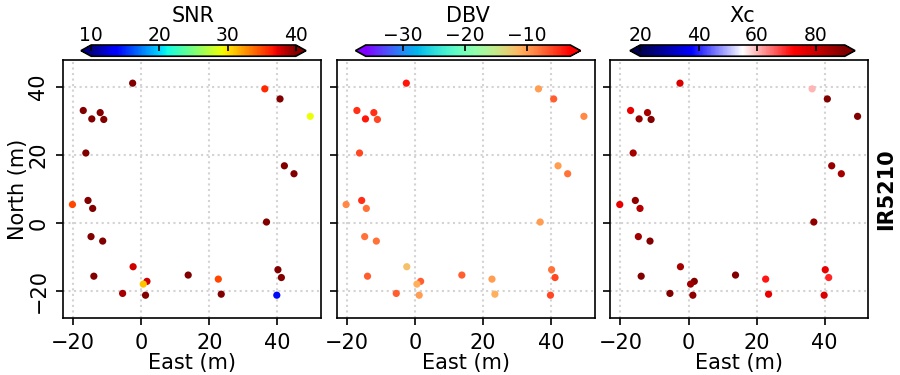 SNR DBV Xc
10 20 30 40 −30 −20 −10 20 40 60 80
40
20
0
−20
North (m)
IR5210
−20 0 20 40 −20 0 20 40 −20 0 20 40
East (m) East (m) East (m)